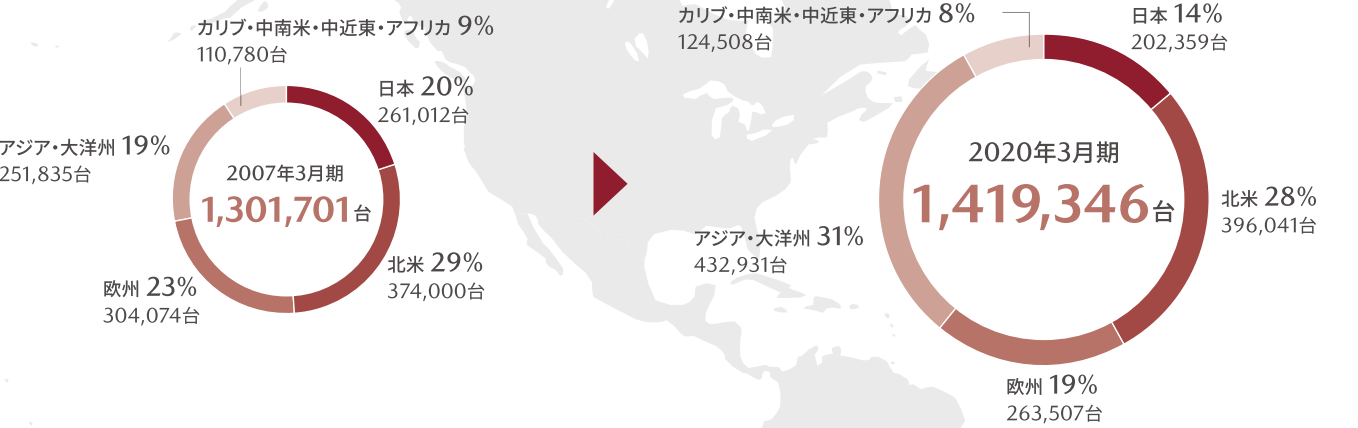 カリブ・中南米・中近東・アフリカ 9%
110,780台
日本 20%
261,012台
アジア・大洋州 19%
251,835台
2007年3月期
1,301,701台
北米 29%
374,000台
欧州 23%
304,074台
カリブ・中南米・中近東・アフリカ 8%
124,508台
日本 14%
202,359台
2020年3月期
1,419,346台
北米 28%
396,041台
アジア・大洋州 31%
432,931台
欧州 19%
263,507台